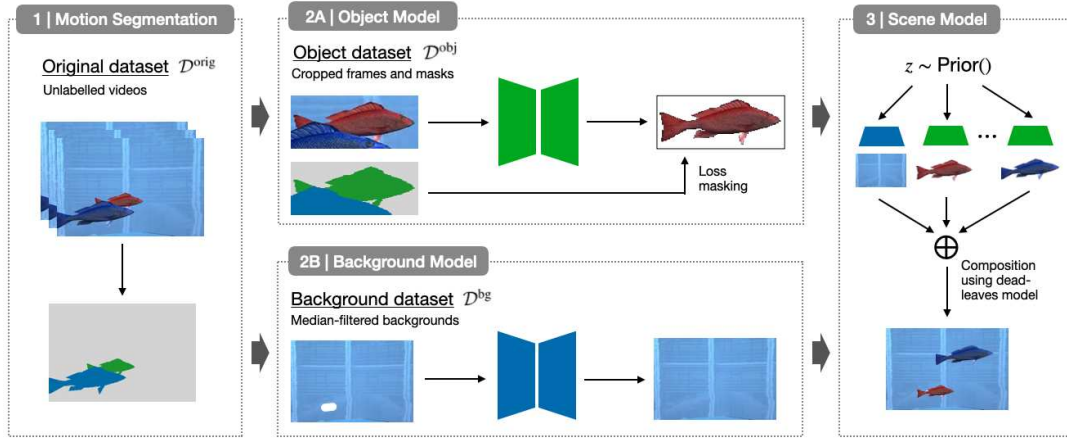 1 | Motion Segmentation
Original dataset 𝒟ᵒʳⁱᵍ
Unlabelled videos
2A | Object Model
Object dataset 𝒟ᵒᵇʲ
Cropped frames and masks
Loss
masking
2B | Background Model
Background dataset 𝒟ᵇᵍ
Median-filtered backgrounds
3 | Scene Model
z ~ Prior()
Composition
using dead-
leaves model